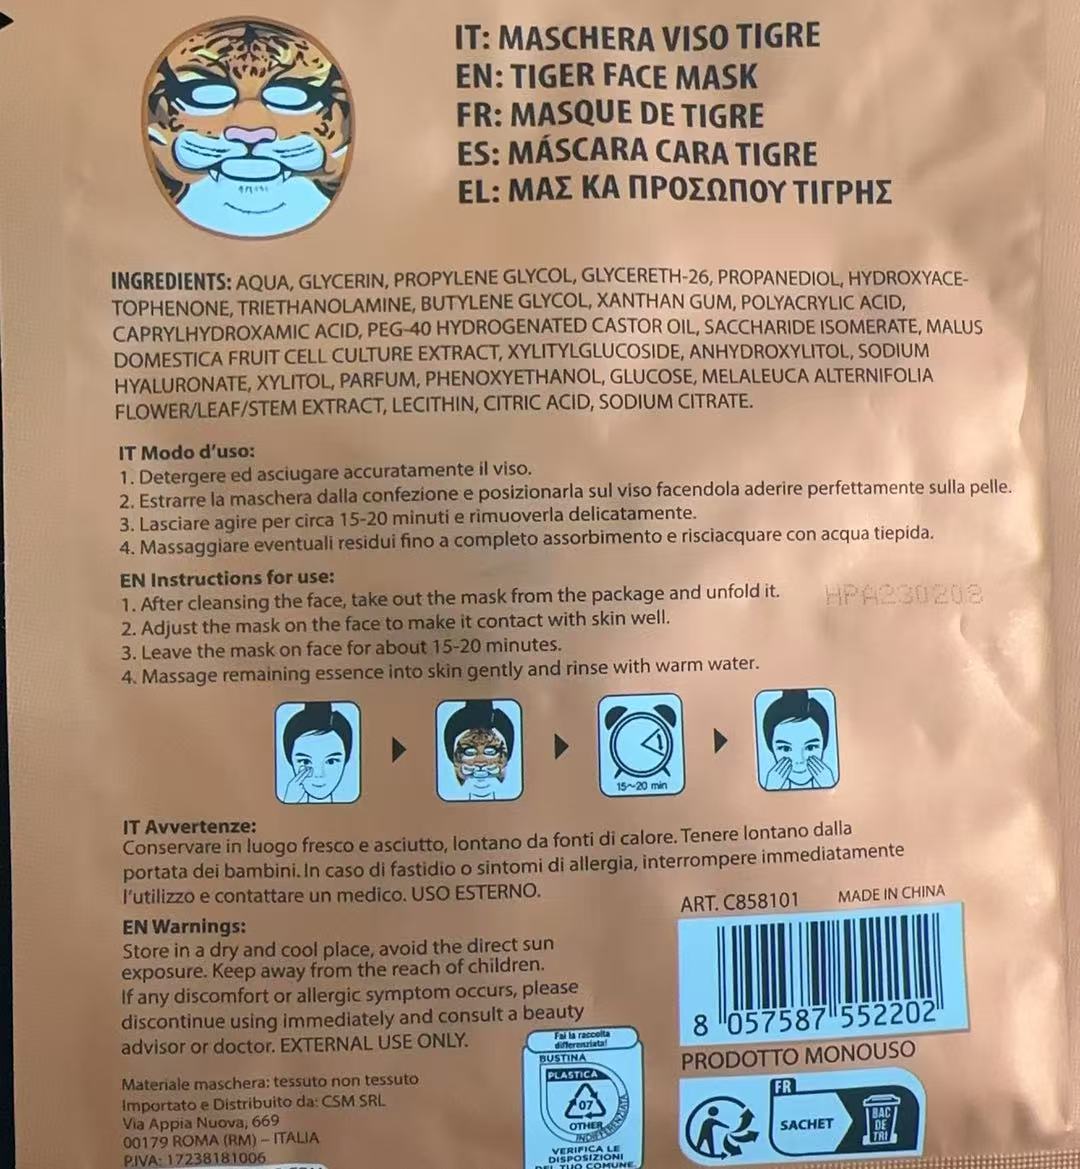 IT: MASCHERA VISO TIGRE
EN: TIGER FACE MASK
FR: MASQUE DE TIGRE
ES: MÁSCARA CARA TIGRE
EL: ΜΑΣ ΚΑ ΠΡΟΣΩΠΟΥ ΤΙΓΡΗΣ
INGREDIENTS: AQUA, GLYCERIN, PROPYLENE GLYCOL, GLYCERETH-26, PROPANEDIOL, HYDROXYACE-
TOPHENONE, TRIETHANOLAMINE, BUTYLENE GLYCOL, XANTHAN GUM, POLYACRYLIC ACID,
CAPRYLHYDROXAMIC ACID, PEG-40 HYDROGENATED CASTOR OIL, SACCHARIDE ISOMERATE, MALUS
DOMESTICA FRUIT CELL CULTURE EXTRACT, XYLITYLGLUCOSIDE, ANHYDROXYLITOL, SODIUM
HYALURONATE, XYLITOL, PARFUM, PHENOXYETHANOL, GLUCOSE, MELALEUCA ALTERNIFOLIA
FLOWER/LEAF/STEM EXTRACT, LECITHIN, CITRIC ACID, SODIUM CITRATE.
IT Modo d'uso:
1. Detergere ed asciugare accuratamente il viso.
2. Estrarre la maschera dalla confezione e posizionarla sul viso facendola aderire perfettamente sulla pelle.
3. Lasciare agire per circa 15-20 minuti e rimuoverla delicatamente.
4. Massaggiare eventuali residui fino a completo assorbimento e risciacquare con acqua tiepida.
EN Instructions for use:
1. After cleansing the face, take out the mask from the package and unfold it.
HPA230208
2. Adjust the mask on the face to make it contact with skin well.
3. Leave the mask on face for about 15-20 minutes.
4. Massage remaining essence into skin gently and rinse with warm water.
15~20 min
IT Avvertenze:
Conservare in luogo fresco e asciutto, lontano da fonti di calore. Tenere lontano dalla
portata dei bambini. In caso di fastidio o sintomi di allergia, interrompere immediatamente
l'utilizzo e contattare un medico. USO ESTERNO.
EN Warnings:
Store in a dry and cool place, avoid the direct sun
exposure. Keep away from the reach of children.
If any discomfort or allergic symptom occurs, please
discontinue using immediately and consult a beauty
advisor or doctor. EXTERNAL USE ONLY.
ART. C858101 MADE IN CHINA
8 057587 552202
PRODOTTO MONOUSO
Materiale maschera: tessuto non tessuto
Importato e Distribuito da: CSM SRL
Via Appia Nuova, 669
00179 ROMA (RM) – ITALIA
P.IVA: 17238181006
Fai la raccolta
differenziata!
BUSTINA
PLASTICA
07
OTHER
INDIFFERENZIATA
VERIFICA LE
DISPOSIZIONI
DEL TUO COMUNE.
FR
SACHET
BAC
DE
TRI